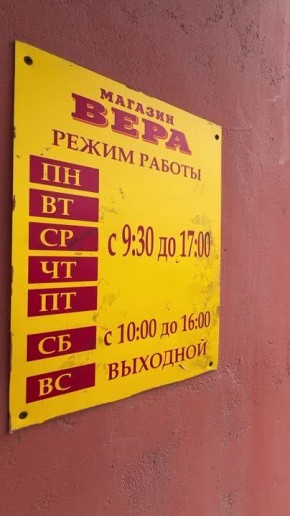 МАГАЗИН
ВЕРА
РЕЖИМ РАБОТЫ
ПН
ВТ
СР с 9:30 до 17:00
ЧТ
ПТ
СБ с 10:00 до 16:00
ВС ВЫХОДНОЙ